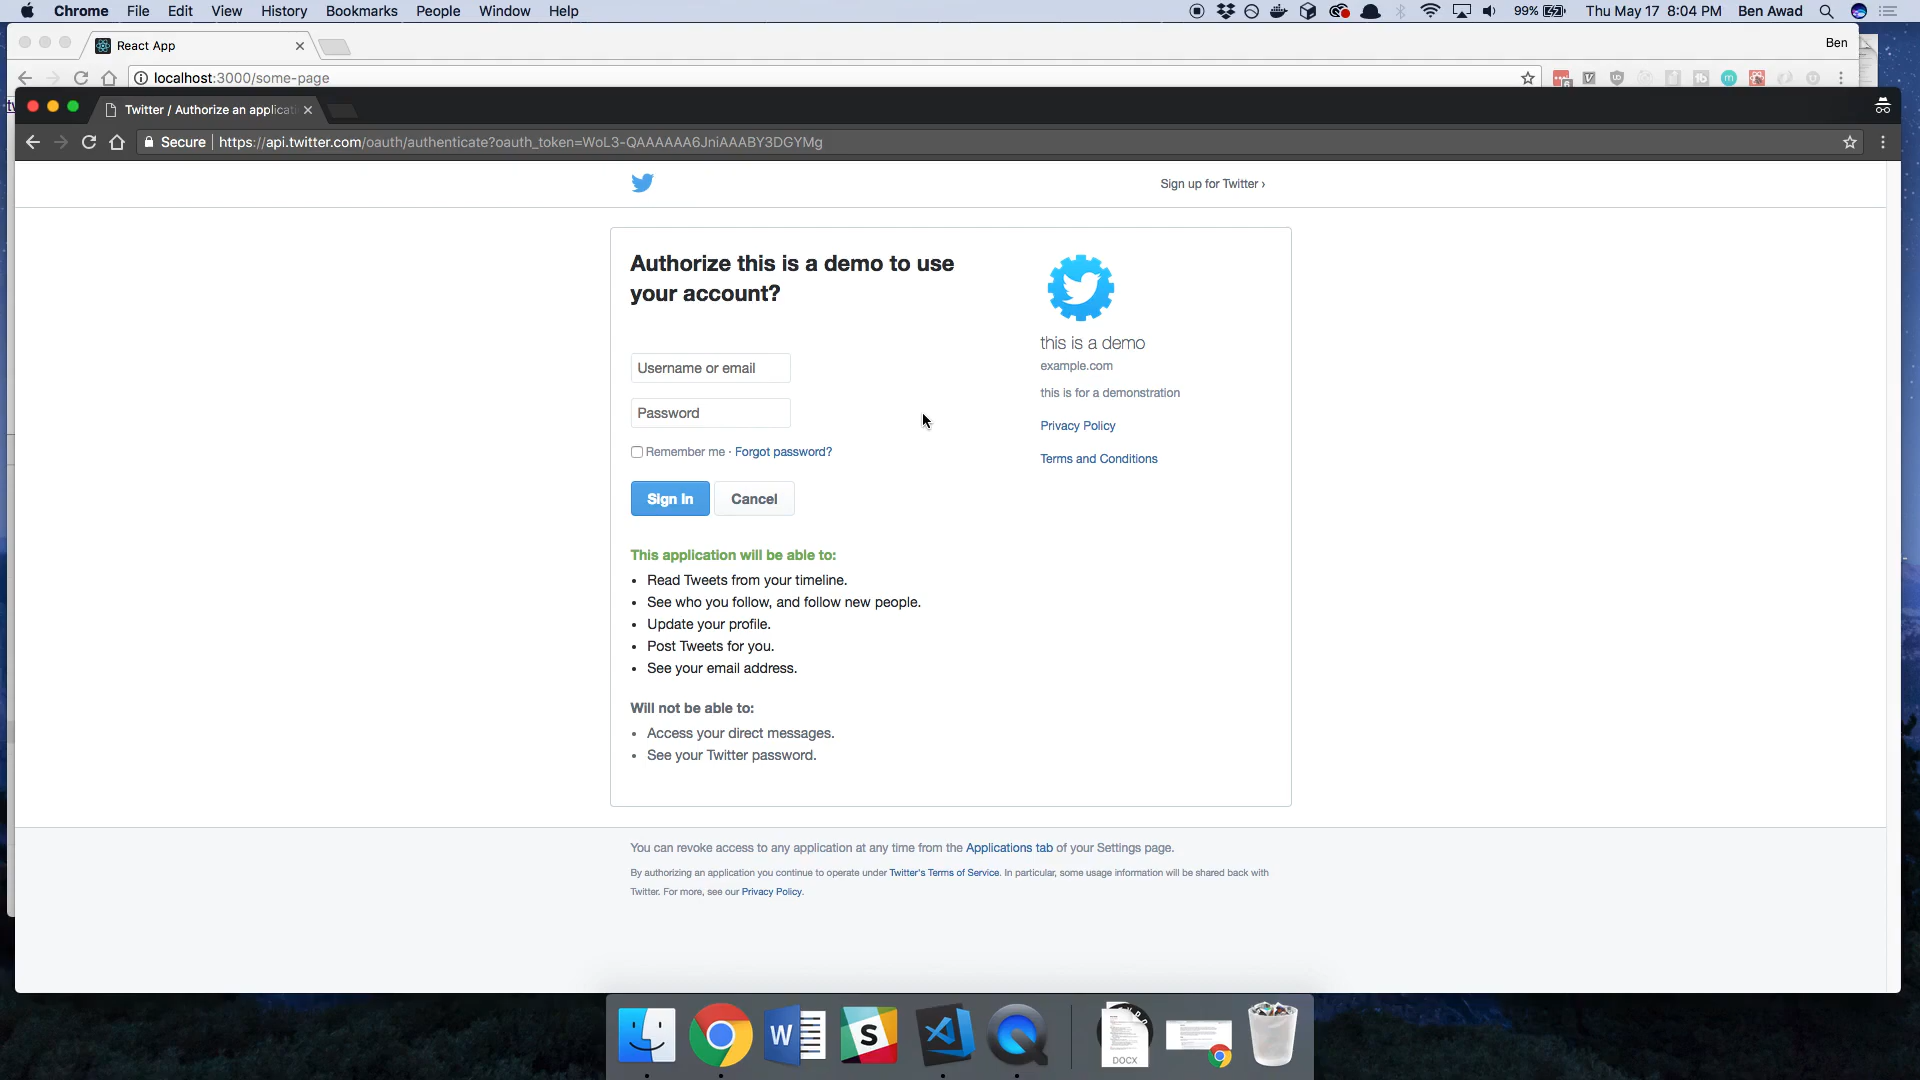 Chrome File Edit View History Bookmarks People Window Help 99% Thu May 17 8:04 PM Ben Awad
React App
Ben
localhost:3000/some-page
Twitter / Authorize an applicati
Secure https://api.twitter.com/oauth/authenticate?oauth_token=WoL3-QAAAAAA6JniAAABY3DGYMg
Sign up for Twitter ›
Authorize this is a demo to use
your account?
Username or email
Password
Remember me · Forgot password?
Sign In Cancel
this is a demo
example.com
this is for a demonstration
Privacy Policy
Terms and Conditions
This application will be able to:
• Read Tweets from your timeline.
• See who you follow, and follow new people.
• Update your profile.
• Post Tweets for you.
• See your email address.
Will not be able to:
• Access your direct messages.
• See your Twitter password.
You can revoke access to any application at any time from the Applications tab of your Settings page.
By authorizing an application you continue to operate under Twitter's Terms of Service. In particular, some usage information will be shared back with
Twitter. For more, see our Privacy Policy.
W
S
DOCX